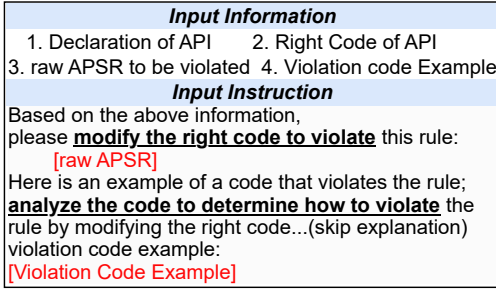 Input Information
1. Declaration of API 2. Right Code of API
3. raw APSR to be violated 4. Violation code Example
Input Instruction
Based on the above information,
please modify the right code to violate this rule:
[raw APSR]
Here is an example of a code that violates the rule;
analyze the code to determine how to violate the
rule by modifying the right code...(skip explanation)
violation code example:
[Violation Code Example]